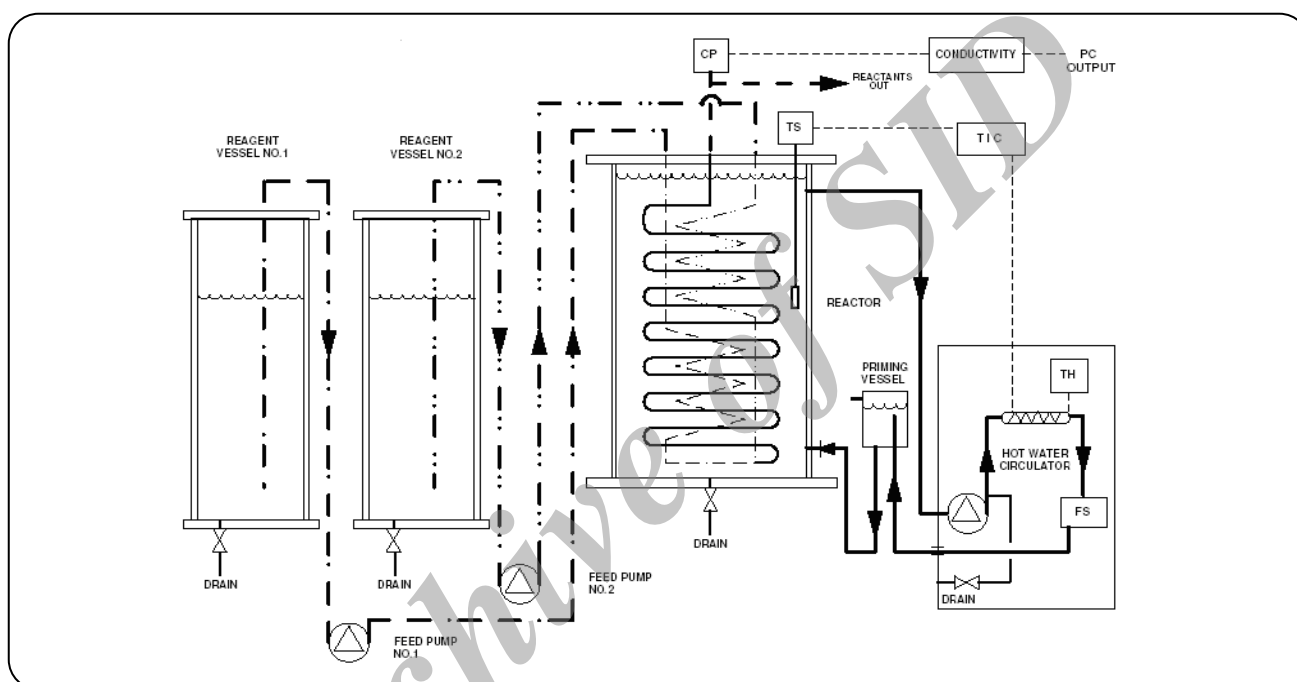 CP
CONDUCTIVITY
PC
OUTPUT
REACTANTS
OUT
TS
T I C
REAGENT
VESSEL NO.1
REAGENT
VESSEL NO.2
REACTOR
PRIMING
VESSEL
TH
HOT WATER
CIRCULATOR
FS
DRAIN
DRAIN
DRAIN
DRAIN
FEED PUMP
NO.2
FEED PUMP
NO.1
Archive of SID